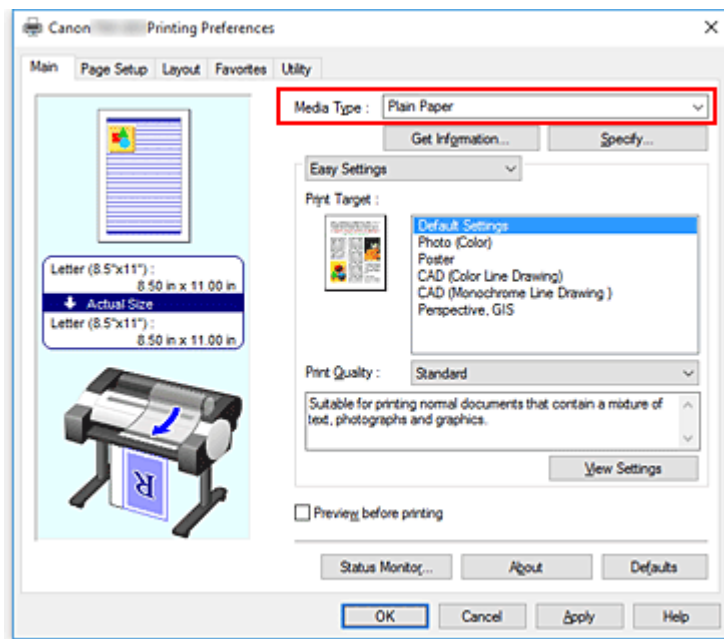 Canon Printing Preferences
Main Page Setup Layout Favorites Utility
Media Type : Plain Paper
Get Information... Specify...
Easy Settings
Print Target :
Default Settings
Photo (Color)
Poster
CAD (Color Line Drawing)
CAD (Monochrome Line Drawing )
Perspective, GIS
Letter (8.5"x11") :
8.50 in x 11.00 in
Actual Size
Letter (8.5"x11") :
8.50 in x 11.00 in
R
Print Quality : Standard
Suitable for printing normal documents that contain a mixture of
text, photographs and graphics.
View Settings
Preview before printing
Status Monitor... About Defaults
OK Cancel Apply Help